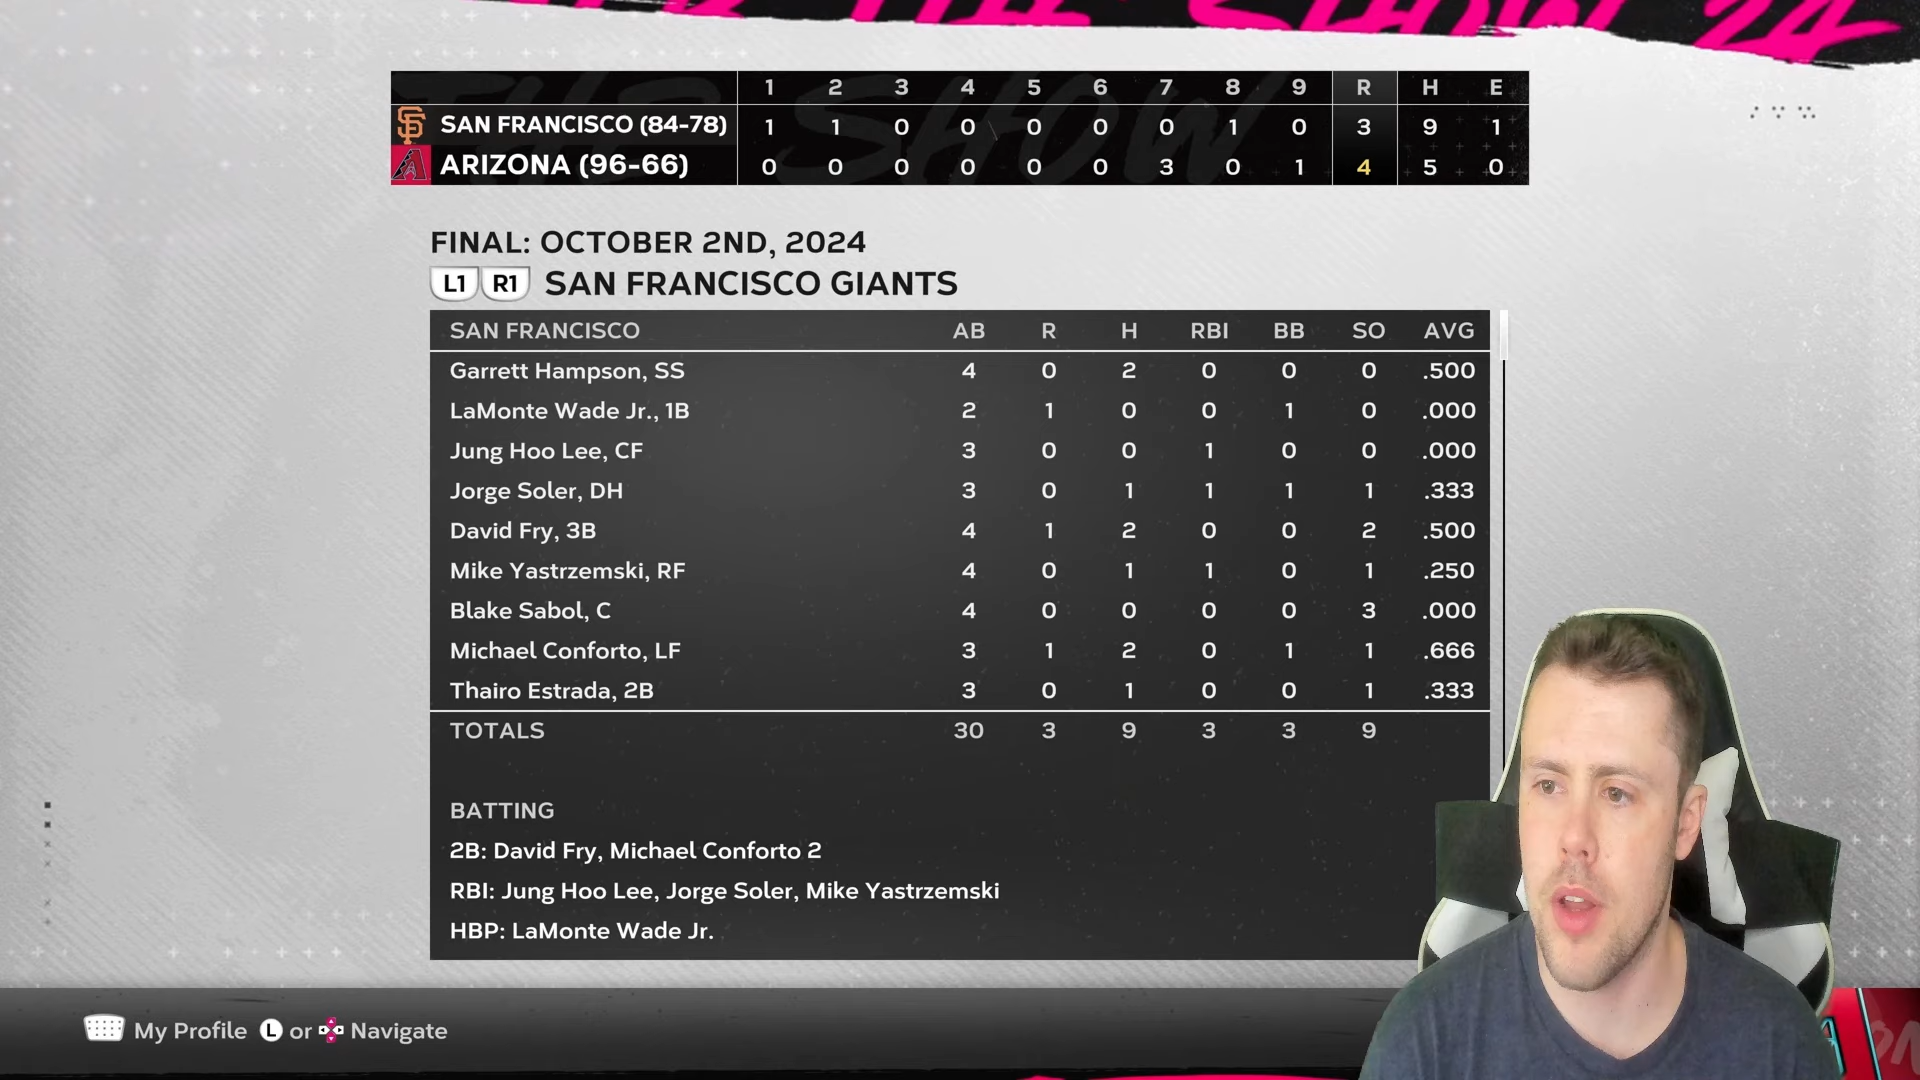 THE SHOW 24
1 2 3 4 5 6 7 8 9 R H E
SAN FRANCISCO (84-78) 1 1 0 0 0 0 0 1 0 3 9 1
ARIZONA (96-66) 0 0 0 0 0 0 3 0 1 4 5 0
FINAL: OCTOBER 2ND, 2024
L1 R1 SAN FRANCISCO GIANTS
SAN FRANCISCO AB R H RBI BB SO AVG
Garrett Hampson, SS 4 0 2 0 0 0 .500
LaMonte Wade Jr., 1B 2 1 0 0 1 0 .000
Jung Hoo Lee, CF 3 0 0 1 0 0 .000
Jorge Soler, DH 3 0 1 1 1 1 .333
David Fry, 3B 4 1 2 0 0 2 .500
Mike Yastrzemski, RF 4 0 1 1 0 1 .250
Blake Sabol, C 4 0 0 0 0 3 .000
Michael Conforto, LF 3 1 2 0 1 1 .666
Thairo Estrada, 2B 3 0 1 0 0 1 .333
TOTALS 30 3 9 3 3 9
BATTING
2B: David Fry, Michael Conforto 2
RBI: Jung Hoo Lee, Jorge Soler, Mike Yastrzemski
HBP: LaMonte Wade Jr.
My Profile L or Navigate